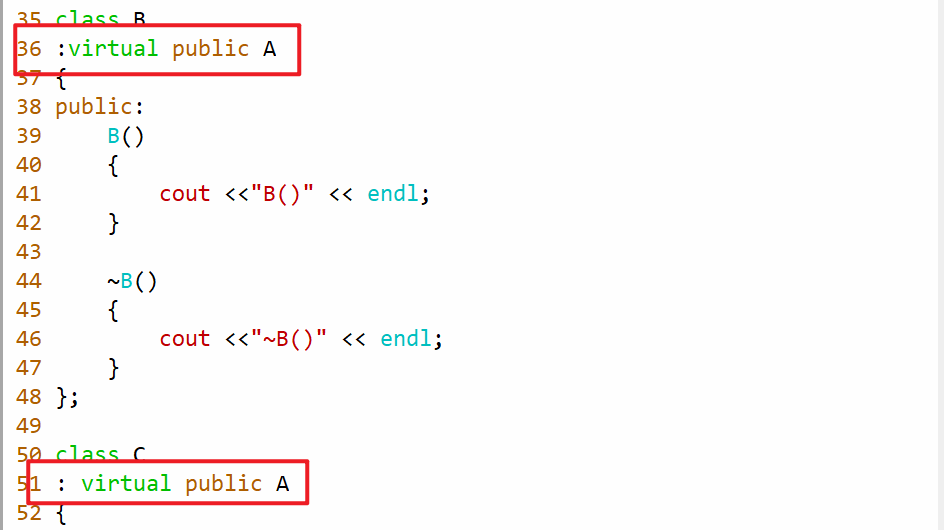 35 class B
36 :virtual public A
37 {
38 public:
39     B()
40     {
41         cout <<"B()" << endl;
42     }
43
44     ~B()
45     {
46         cout <<"~B()" << endl;
47     }
48 };
49
50 class C
51 : virtual public A
52 {